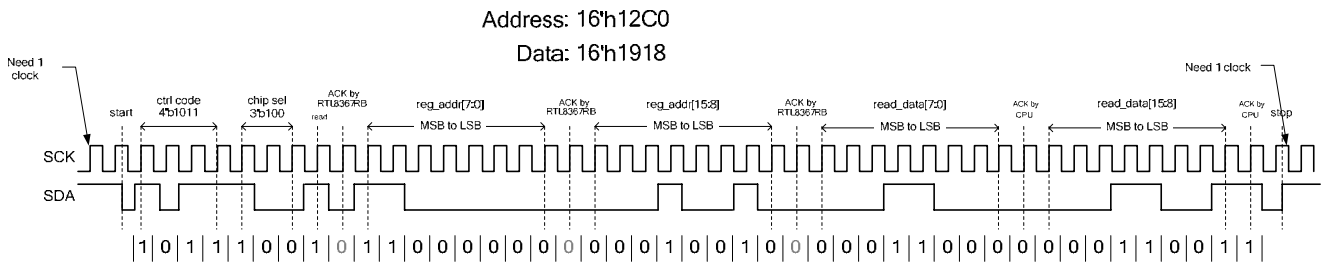 Address: 16'h12C0
Data: 16'h1918
Need 1 clock
start
ctrl code 4'b1011
chip sel 3'b100
read
ACK by RTL8367RB
reg_addr[7:0]
MSB to LSB
ACK by RTL8367RB
reg_addr[15:8]
MSB to LSB
ACK by RTL8367RB
read_data[7:0]
MSB to LSB
ACK by CPU
read_data[15:8]
MSB to LSB
ACK by CPU
stop
Need 1 clock
SCK
SDA
1 0 1 1 1 0 0 1 0 1 1 0 0 0 0 0 0 0 0 0 0 1 0 0 1 0 0 0 0 0 1 1 0 0 0 0 0 0 0 1 1 0 0 1 1